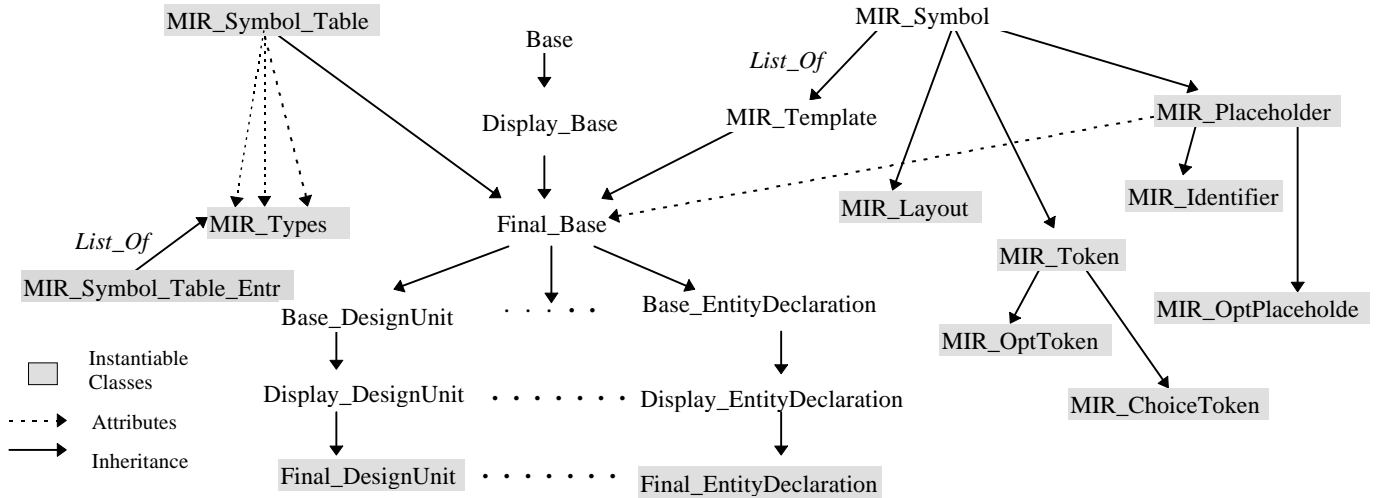 MIR_Symbol_Table
MIR_Symbol
Base
List_Of
MIR_Template
MIR_Placeholder
Display_Base
MIR_Identifier
MIR_Layout
MIR_Types
Final_Base
List_Of
MIR_Token
MIR_Symbol_Table_Entr
Base_DesignUnit
Base_EntityDeclaration
MIR_OptPlaceholde
MIR_OptToken
Instantiable
Classes
Display_DesignUnit
Display_EntityDeclaration
MIR_ChoiceToken
Attributes
Inheritance
Final_DesignUnit
Final_EntityDeclaration